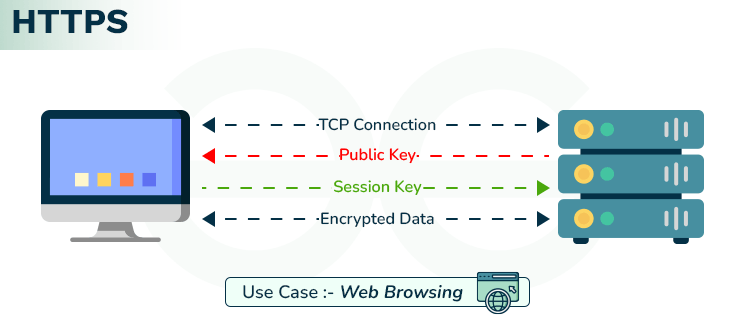 HTTPS
TCP Connection
Public Key
Session Key
Encrypted Data
Use Case :- Web Browsing